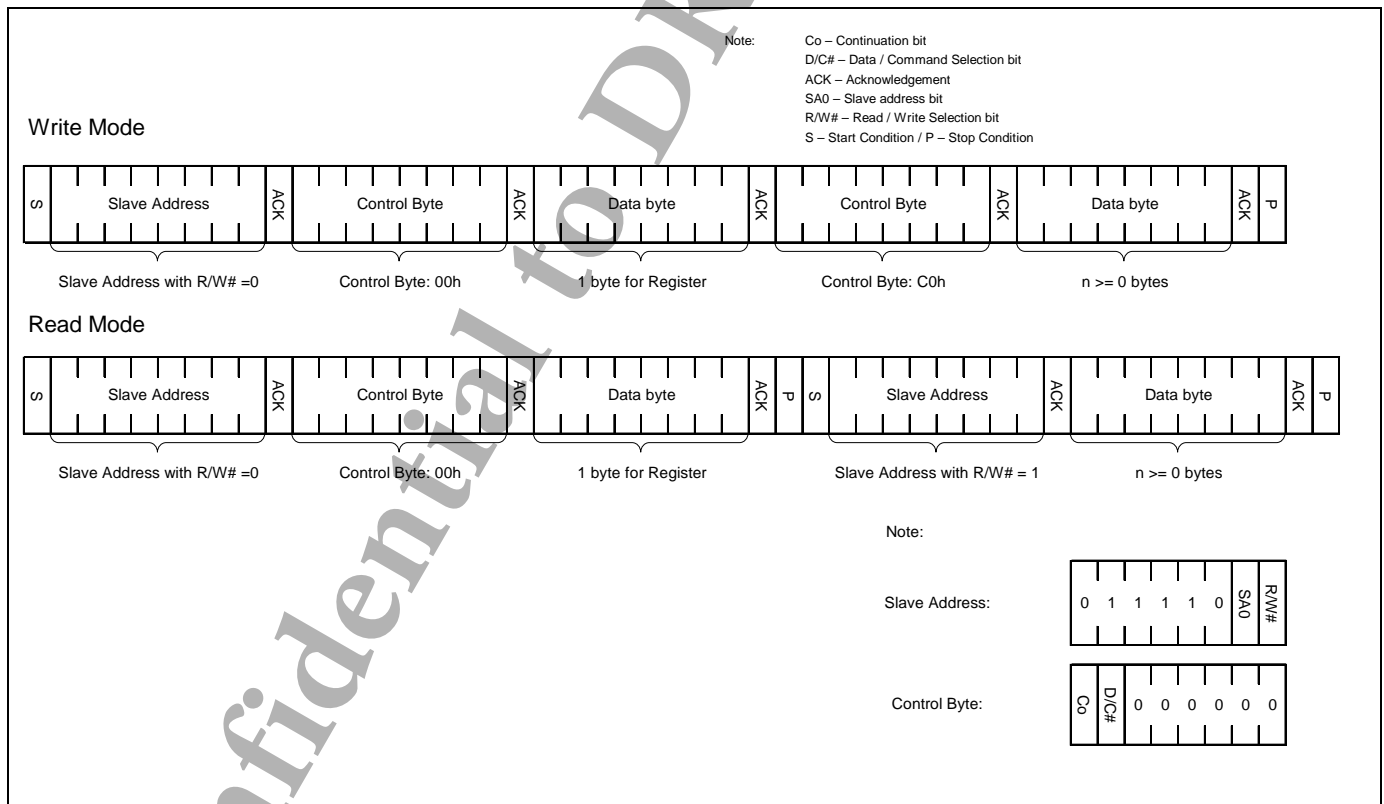 Note: Co – Continuation bit
D/C# – Data / Command Selection bit
ACK – Acknowledgement
SA0 – Slave address bit
R/W# – Read / Write Selection bit
S – Start Condition / P – Stop Condition
Write Mode
S Slave Address ACK Control Byte ACK Data byte ACK Control Byte ACK Data byte ACK P
Slave Address with R/W# =0 Control Byte: 00h 1 byte for Register Control Byte: C0h n >= 0 bytes
Read Mode
S Slave Address ACK Control Byte ACK Data byte ACK P S Slave Address ACK Data byte ACK P
Slave Address with R/W# =0 Control Byte: 00h 1 byte for Register Slave Address with R/W# = 1 n >= 0 bytes
Note:
Slave Address: 0 1 1 1 1 0 SA0 R/W#
Control Byte: Co D/C# 0 0 0 0 0 0